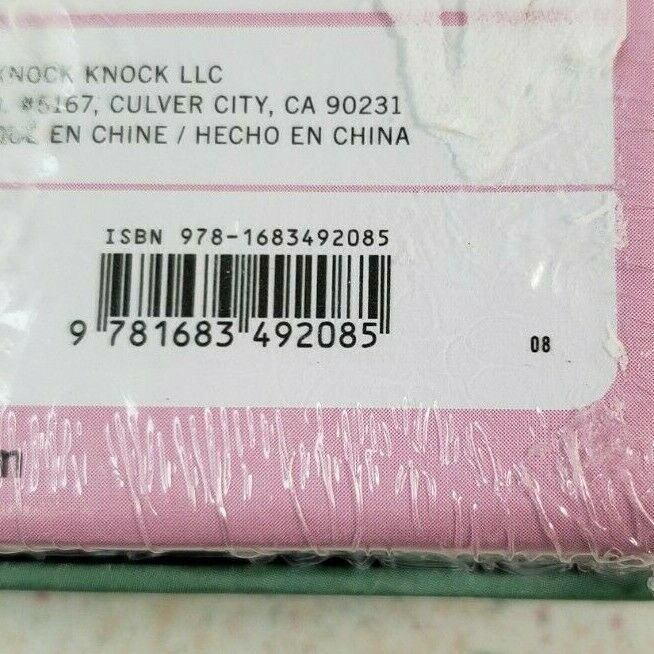 KNOCK KNOCK LLC
#5167, CULVER CITY, CA 90231
EN CHINE / HECHO EN CHINA
ISBN 978-1683492085
9 781683 492085
08